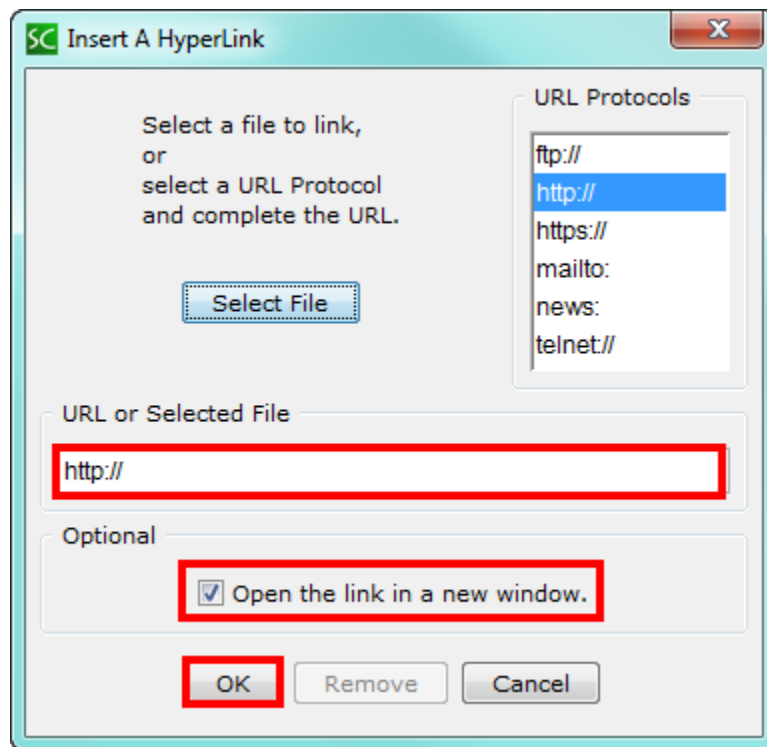 SC Insert A HyperLink
Select a file to link,
or
select a URL Protocol
and complete the URL.
Select File
URL Protocols
ftp://
http://
https://
mailto:
news:
telnet://
URL or Selected File
http://
Optional
Open the link in a new window.
OK Remove Cancel